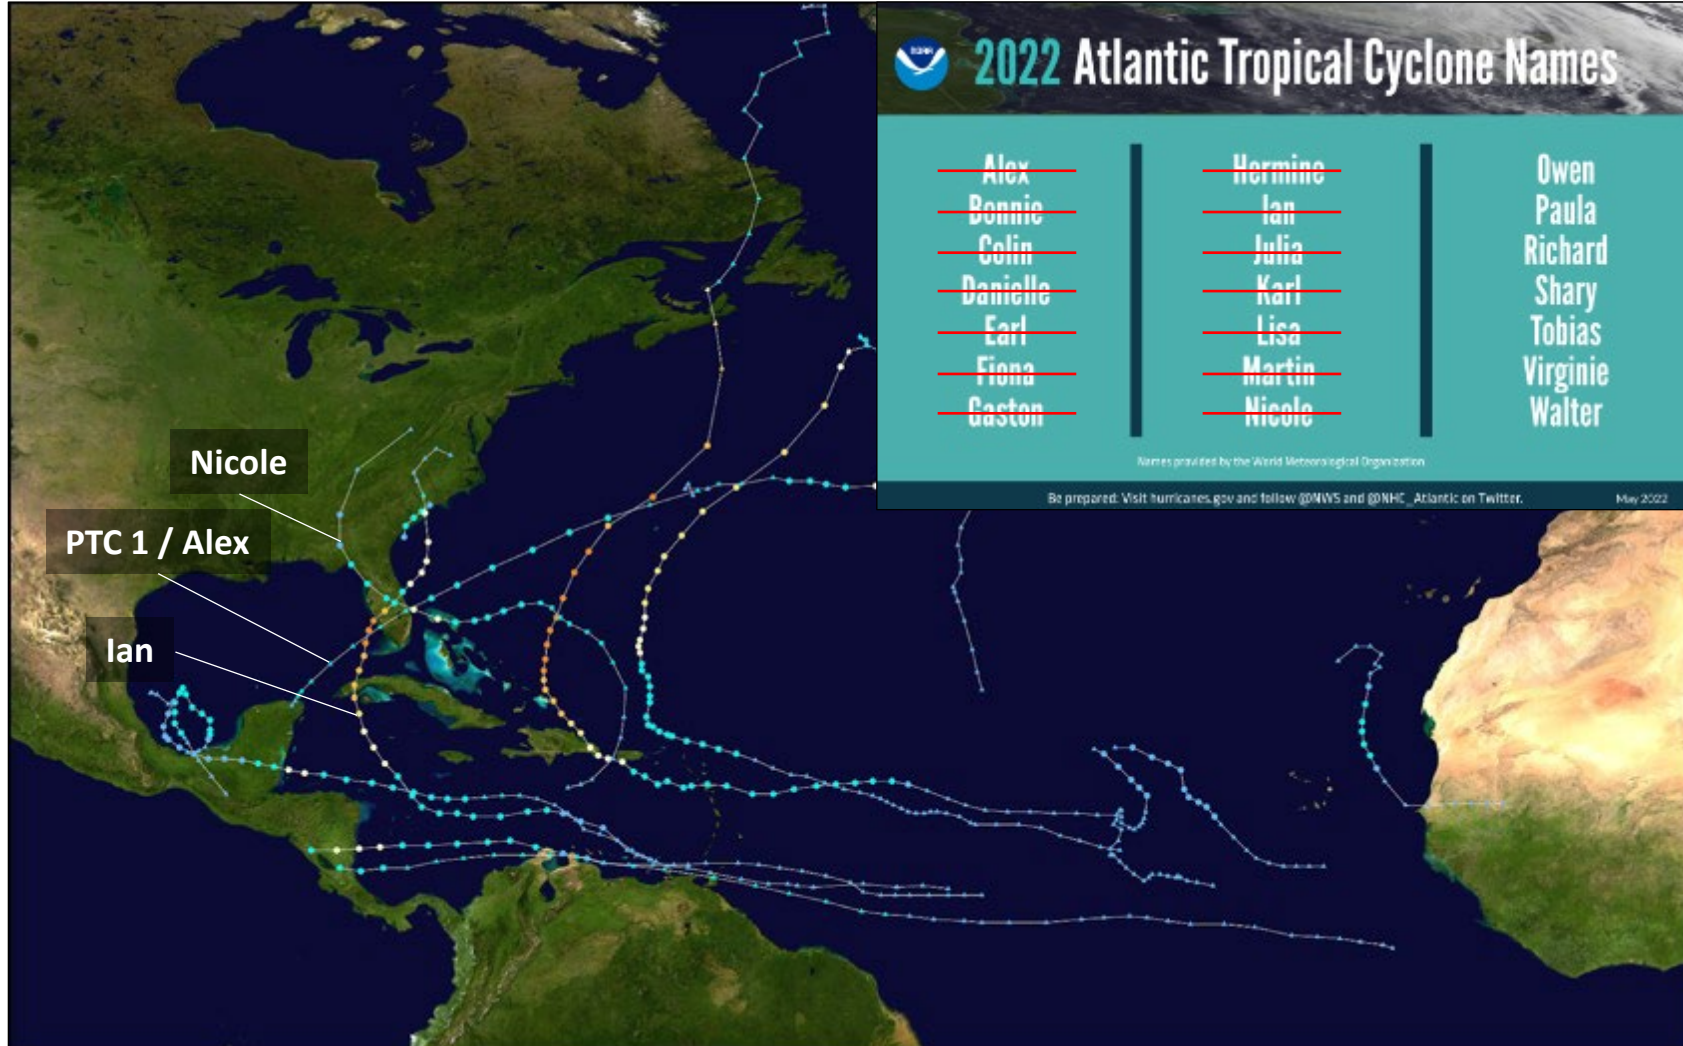 NOAA
2022 Atlantic Tropical Cyclone Names
Alex
Bonnie
Colin
Danielle
Earl
Fiona
Gaston
Hermine
Ian
Julia
Karl
Lisa
Martin
Nicole
Owen
Paula
Richard
Shary
Tobias
Virginie
Walter
Names provided by the World Meteorological Organization
Be prepared: Visit hurricanes.gov and follow @NWS and @NHC_Atlantic on Twitter.
May 2022
Nicole
PTC 1 / Alex
Ian